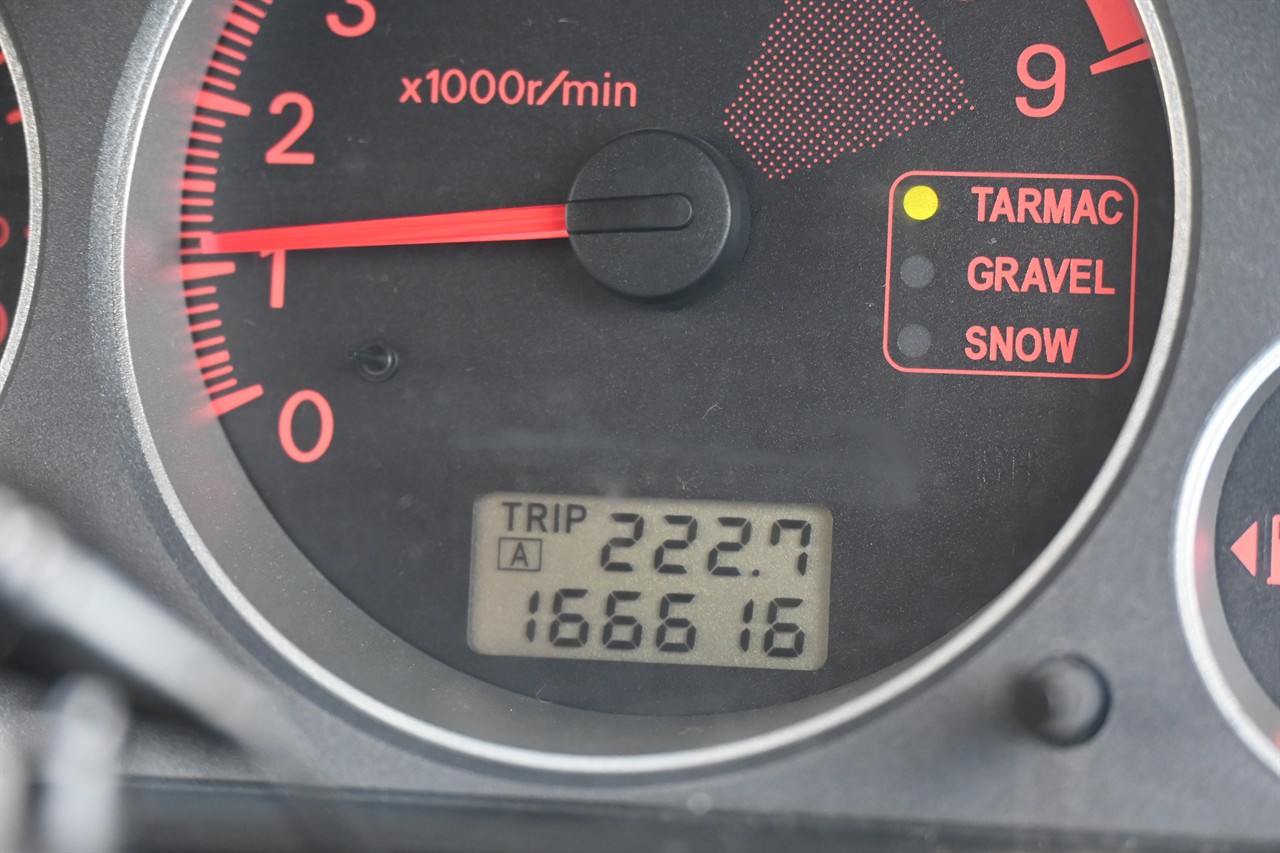 3
x1000r/min
9
2
TARMAC
1
GRAVEL
SNOW
0
TRIP
A 222.7
166616